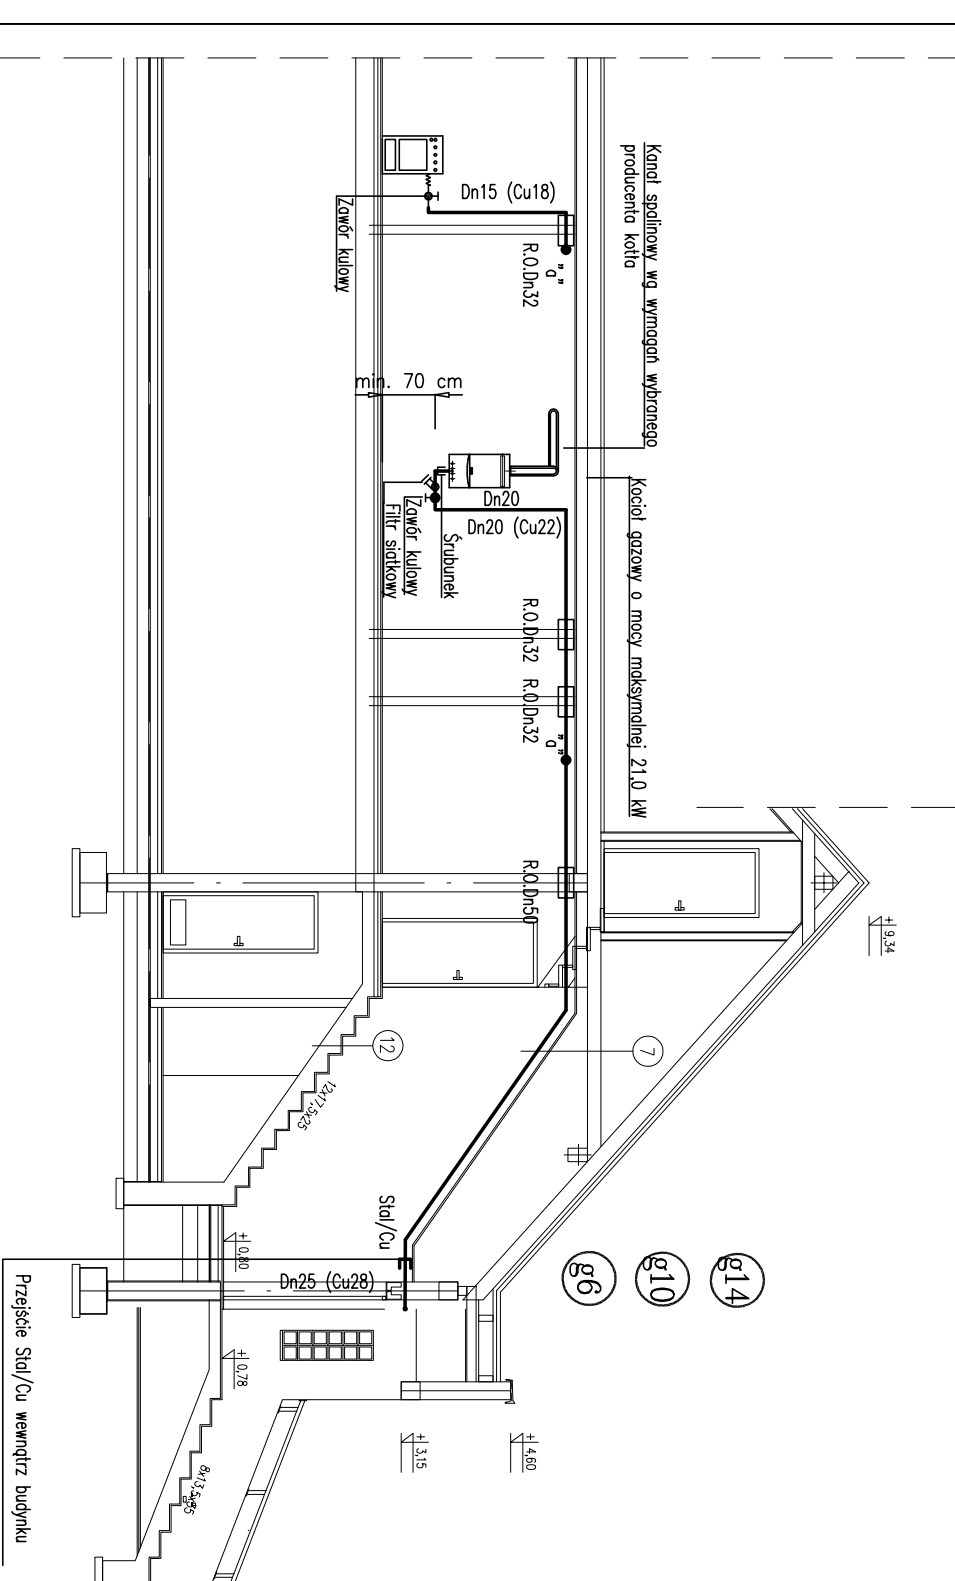 Kanał spalinowy wg wymagań wybranego
producenta kotła
Kocioł gazowy o mocy maksymalnej 21,0 kW
Dn15 (Cu18)
Zawór kulowy
"a"
R.O.Dn32
min. 70 cm
Dn20
Dn20 (Cu22)
Śrubunek
Zawór kulowy
Filtr siatkowy
R.O.Dn32
R.O.Dn32
"a"
R.O.Dn50
+ 9,34
7
12
12x17,5x25
Stal/Cu
+ 0,80
Dn25 (Cu28)
+ 0,78
g14
g10
g6
+ 4,60
+ 3,15
8x13,5x35
Przejście Stal/Cu wewnątrz budynku